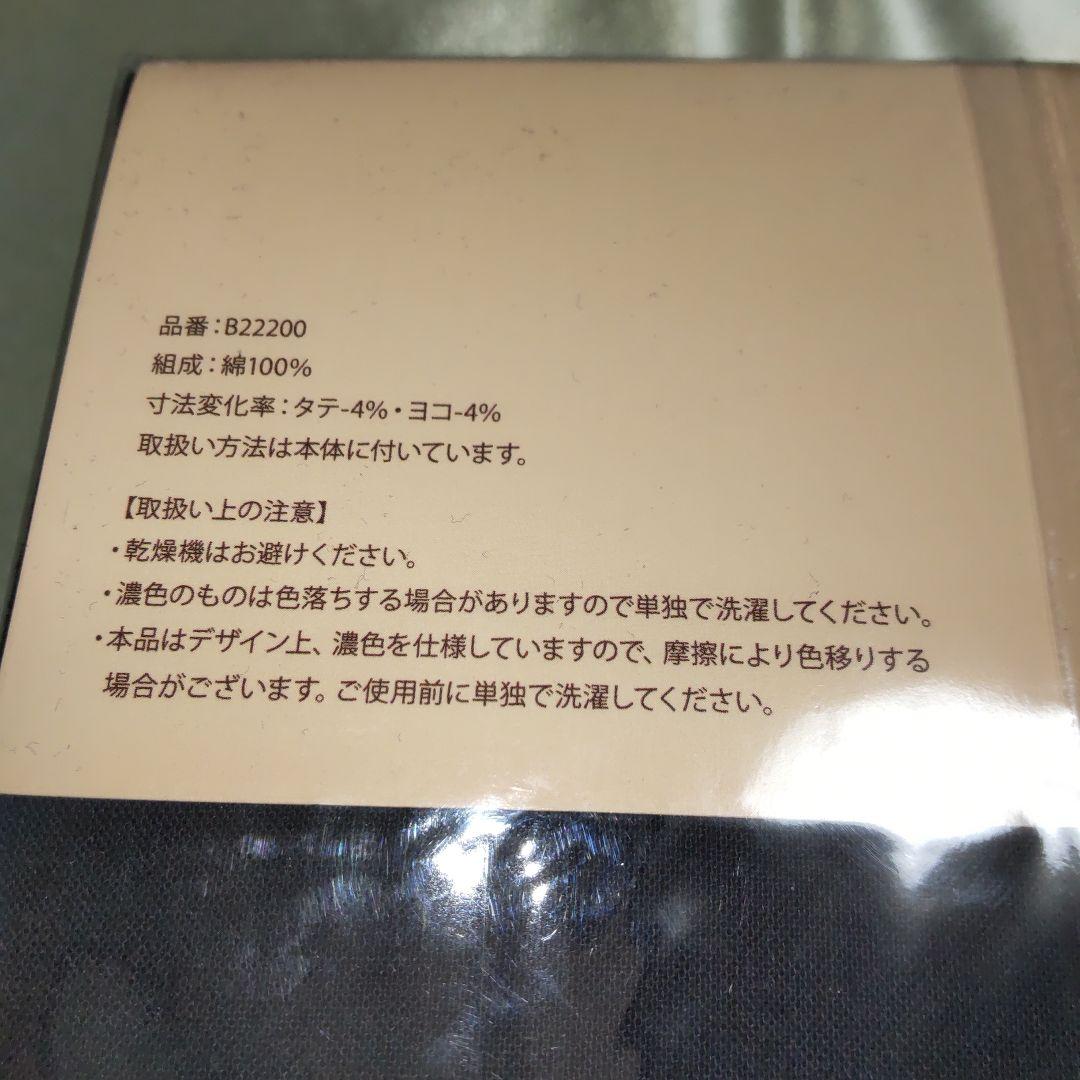 品番：B22200
組成：綿100%
寸法変化率：タテ-4%・ヨコ-4%
取扱い方法は本体に付いています。
【取扱い上の注意】
・乾燥機はお避けください。
・濃色のものは色落ちする場合がありますので単独で洗濯してください。
・本品はデザイン上、濃色を仕様していますので、摩擦により色移りする
場合がございます。ご使用前に単独で洗濯してください。